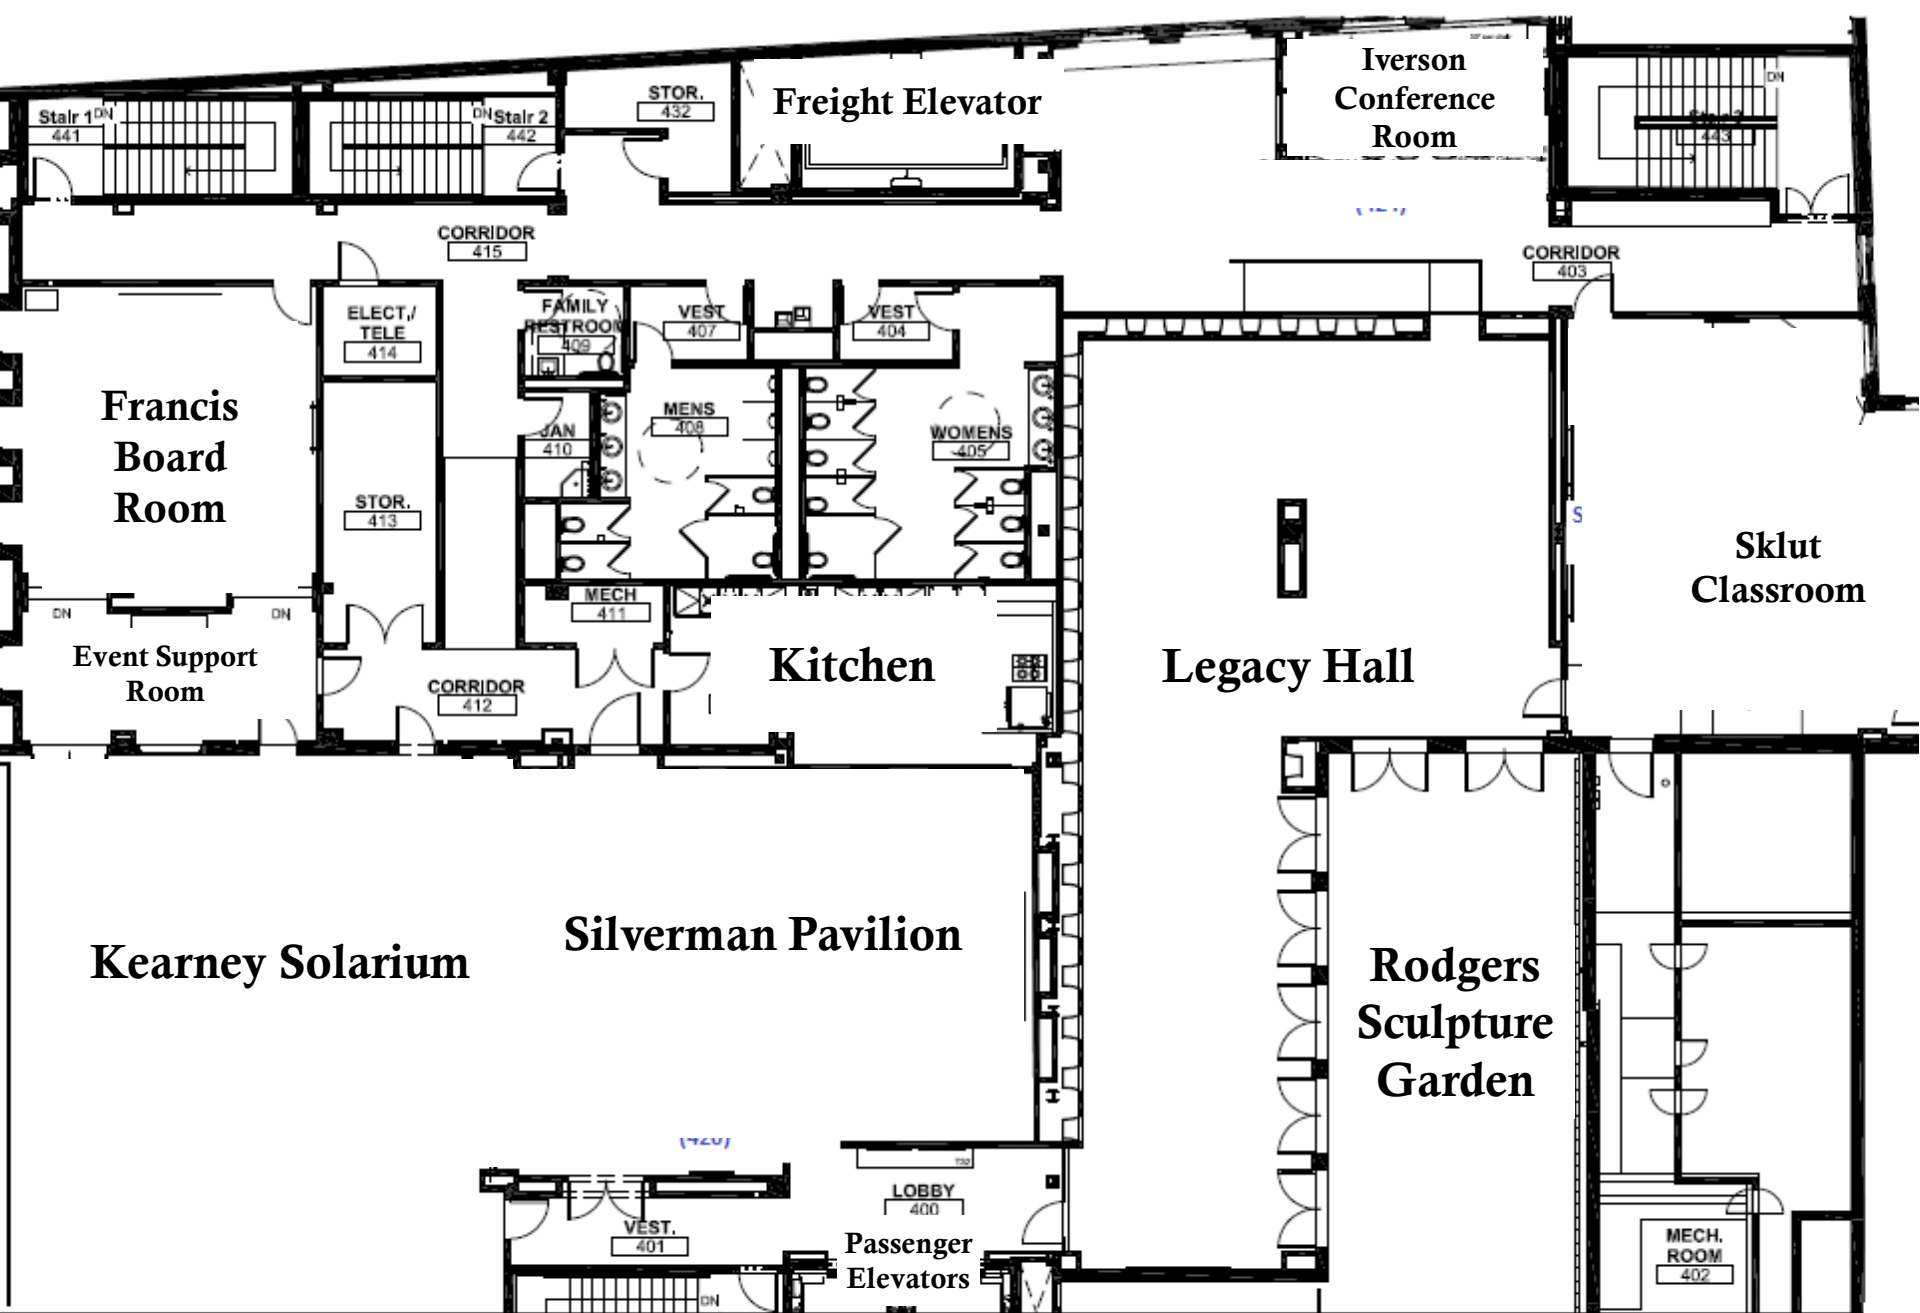 Iverson
Conference
Room
Freight Elevator
STOR.
432
DN
Stair 1
DN
441
DN
Stair 2
442
443
CORRIDOR
415
CORRIDOR
403
ELECT./
TELE
414
FAMILY
RESTROOM
409
VEST
407
VEST
404
Francis
Board
Room
MENS
408
JAN
410
WOMENS
405
STOR.
413
S
Sklut
Classroom
DN
DN
MECH
411
Event Support
Room
Kitchen
Legacy Hall
CORRIDOR
412
Kearney Solarium
Silverman Pavilion
Rodgers
Sculpture
Garden
LOBBY
400
VEST.
401
Passenger
Elevators
DN
MECH.
ROOM
402